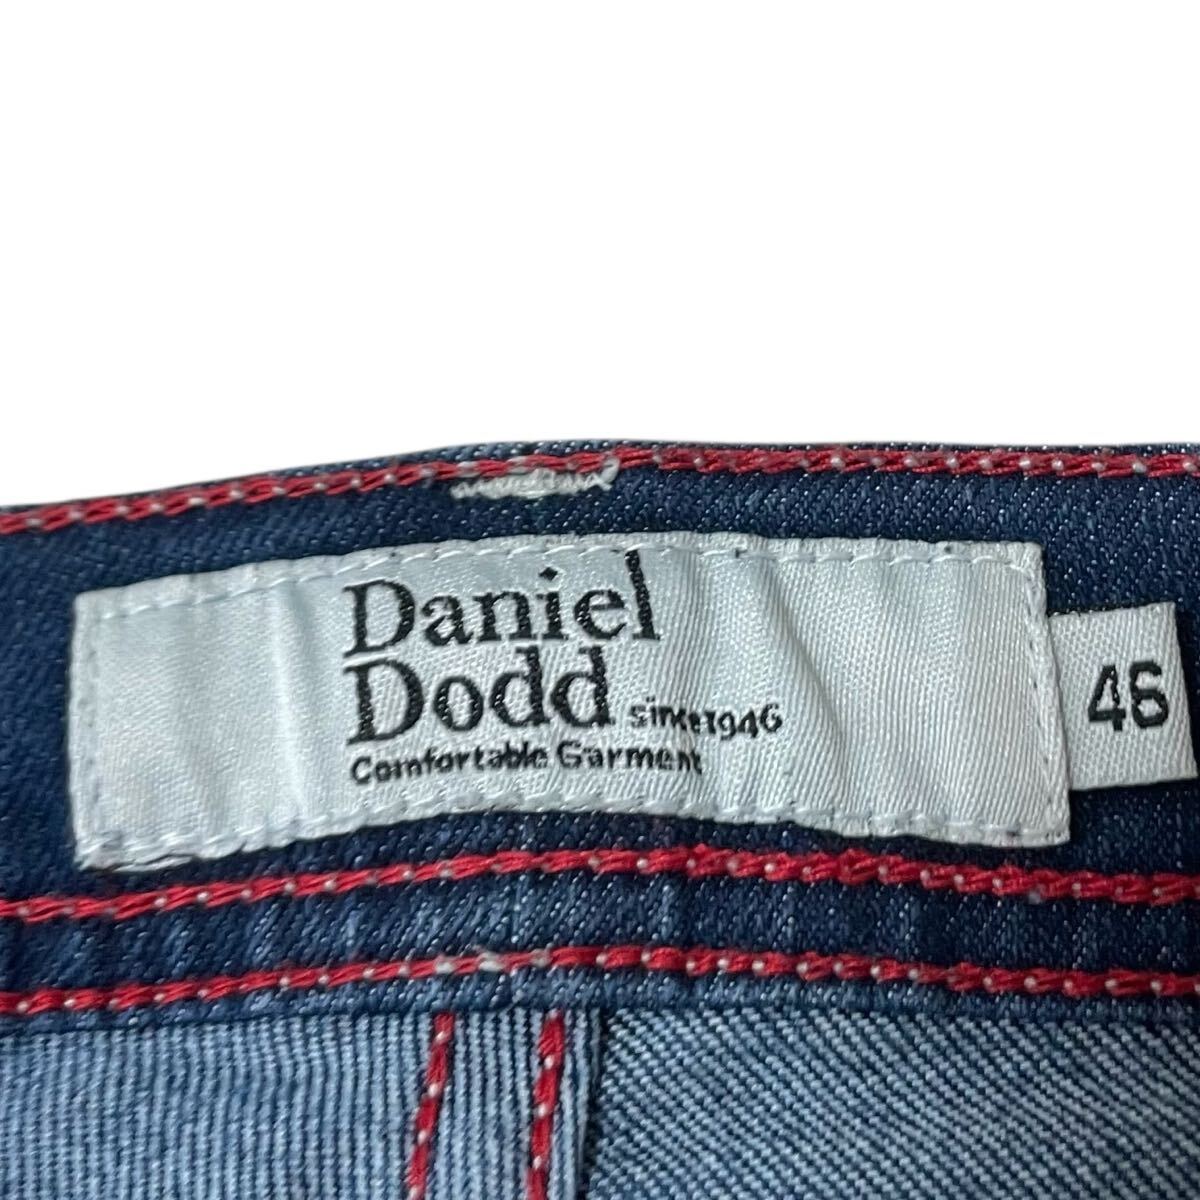 Daniel
Dodd since1946
Comfortable Garment
46